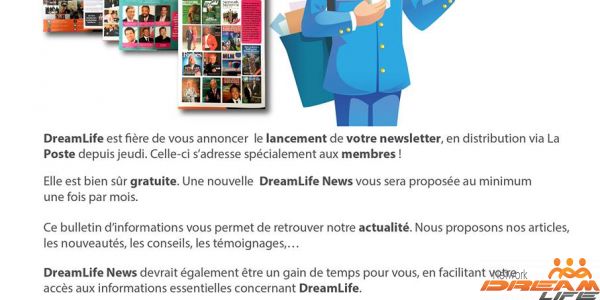 DreamLife est fière de vous annoncer le lancement de votre newsletter, en distribution via La
Poste depuis jeudi. Celle-ci s’adresse spécialement aux membres !
Elle est bien sûr gratuite. Une nouvelle DreamLife News vous sera proposée au minimum
une fois par mois.
Ce bulletin d’informations vous permet de retrouver notre actualité. Nous proposons nos articles,
les nouveautés, les conseils, les témoignages,…
DreamLife News devrait également être un gain de temps pour vous, en facilitant votre
accès aux informations essentielles concernant DreamLife.
Network
DREAM
LIFE